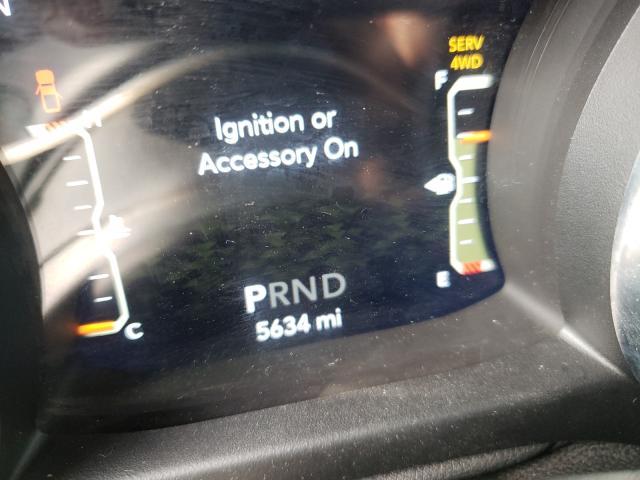 N
SERV
4WD
F
H
Ignition or
Accessory On
E
PRND
5634 mi
C